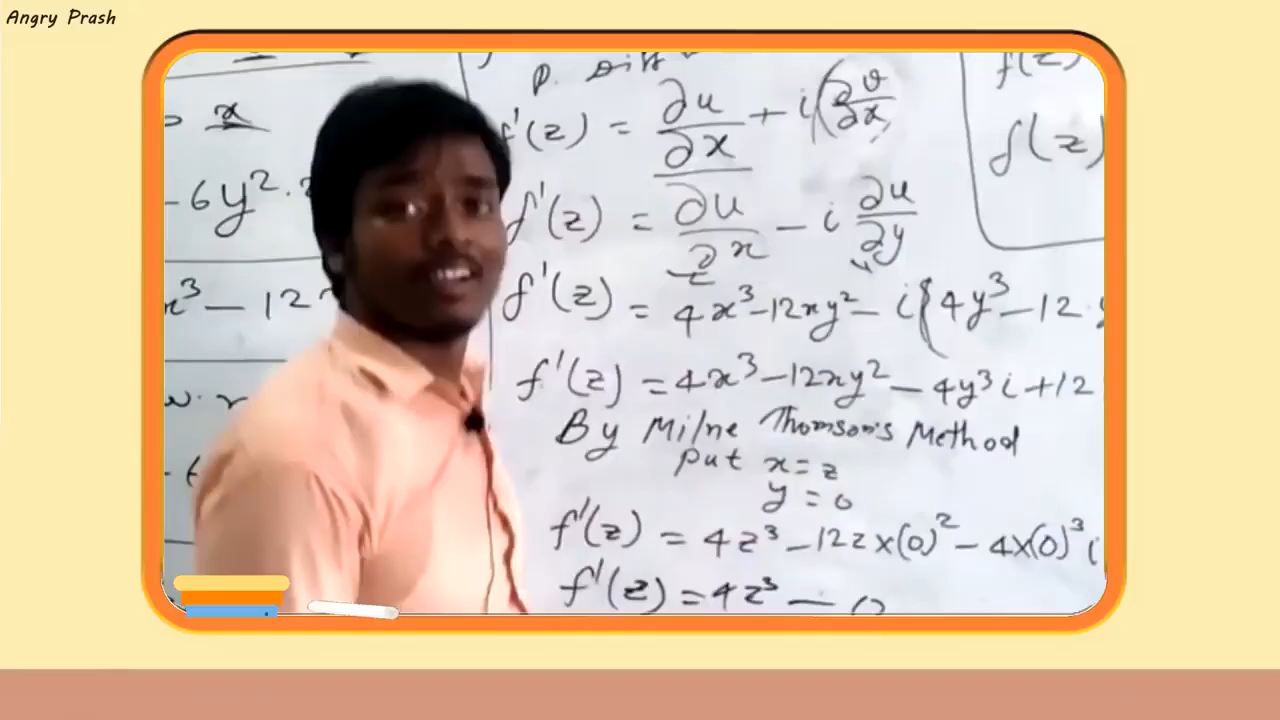 Angry Prash
x
-6y². 
x³ - 12
w.r
P. Diff
f'(z) = ∂u/∂x + i(∂v/∂x)
f'(z) = ∂u/∂x - i ∂u/∂y
f'(z) = 4x³-12xy² - i{4y³-12.y
f'(z) = 4x³-12xy² - 4y³i + 12
By Milne Thomson's Method
put x = z
y = 0
f'(z) = 4z³ - 12z×(0)² - 4×(0)³ i
f'(z) = 4z³ - 0
f(z)
f(z)